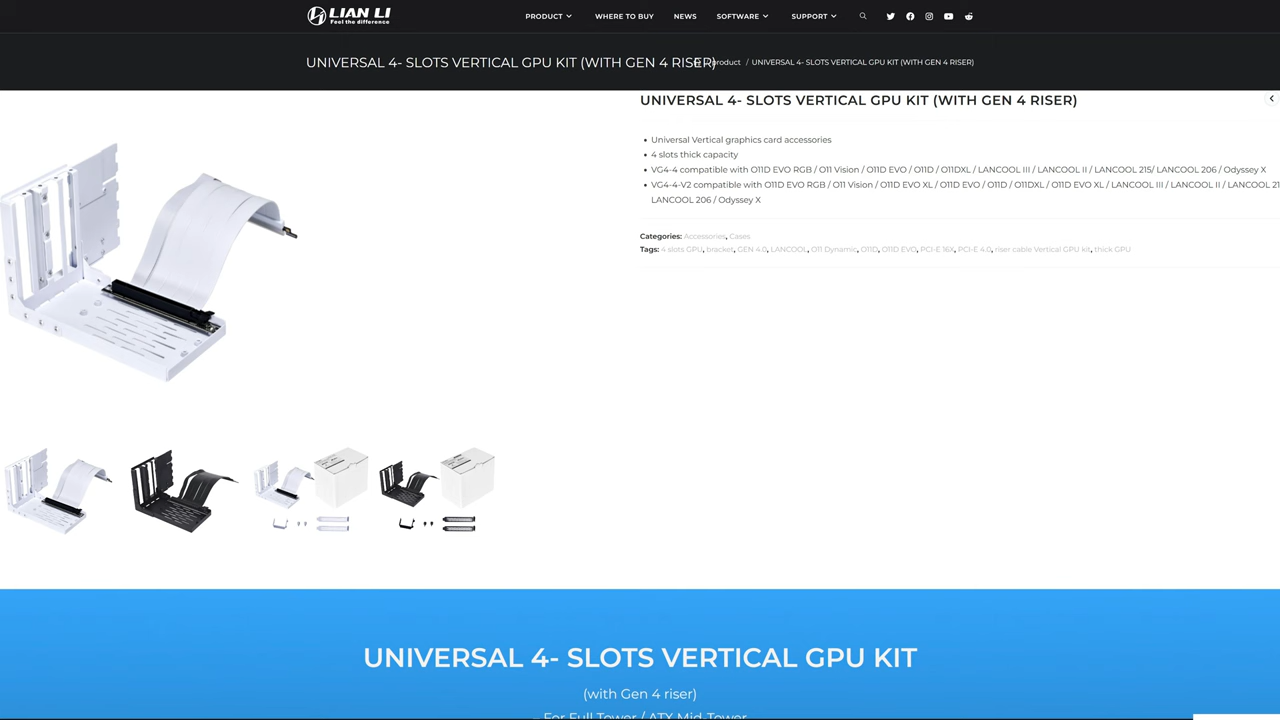 LIAN LI
Feel the difference
PRODUCT
WHERE TO BUY
NEWS
SOFTWARE
SUPPORT
UNIVERSAL 4- SLOTS VERTICAL GPU KIT (WITH GEN 4 RISER)
product / UNIVERSAL 4- SLOTS VERTICAL GPU KIT (WITH GEN 4 RISER)
UNIVERSAL 4- SLOTS VERTICAL GPU KIT (WITH GEN 4 RISER)
• Universal Vertical graphics card accessories
• 4 slots thick capacity
• VG4-4 compatible with O11D EVO RGB / O11 Vision / O11D EVO / O11D / O11DXL / LANCOOL III / LANCOOL II / LANCOOL 215/ LANCOOL 206 / Odyssey X
• VG4-4-V2 compatible with O11D EVO RGB / O11 Vision / O11D EVO XL / O11D EVO / O11D / O11DXL / O11D EVO XL / LANCOOL III / LANCOOL II / LANCOOL 21
LANCOOL 206 / Odyssey X
Categories: Accessories, Cases
Tags: 4 slots GPU, bracket, GEN 4.0, LANCOOL, O11 Dynamic, O11D, O11D EVO, PCI-E 16X, PCI-E 4.0, riser cable Vertical GPU kit, thick GPU
UNIVERSAL 4- SLOTS VERTICAL GPU KIT
(with Gen 4 riser)
– For Full Tower / ATX Mid-Tower